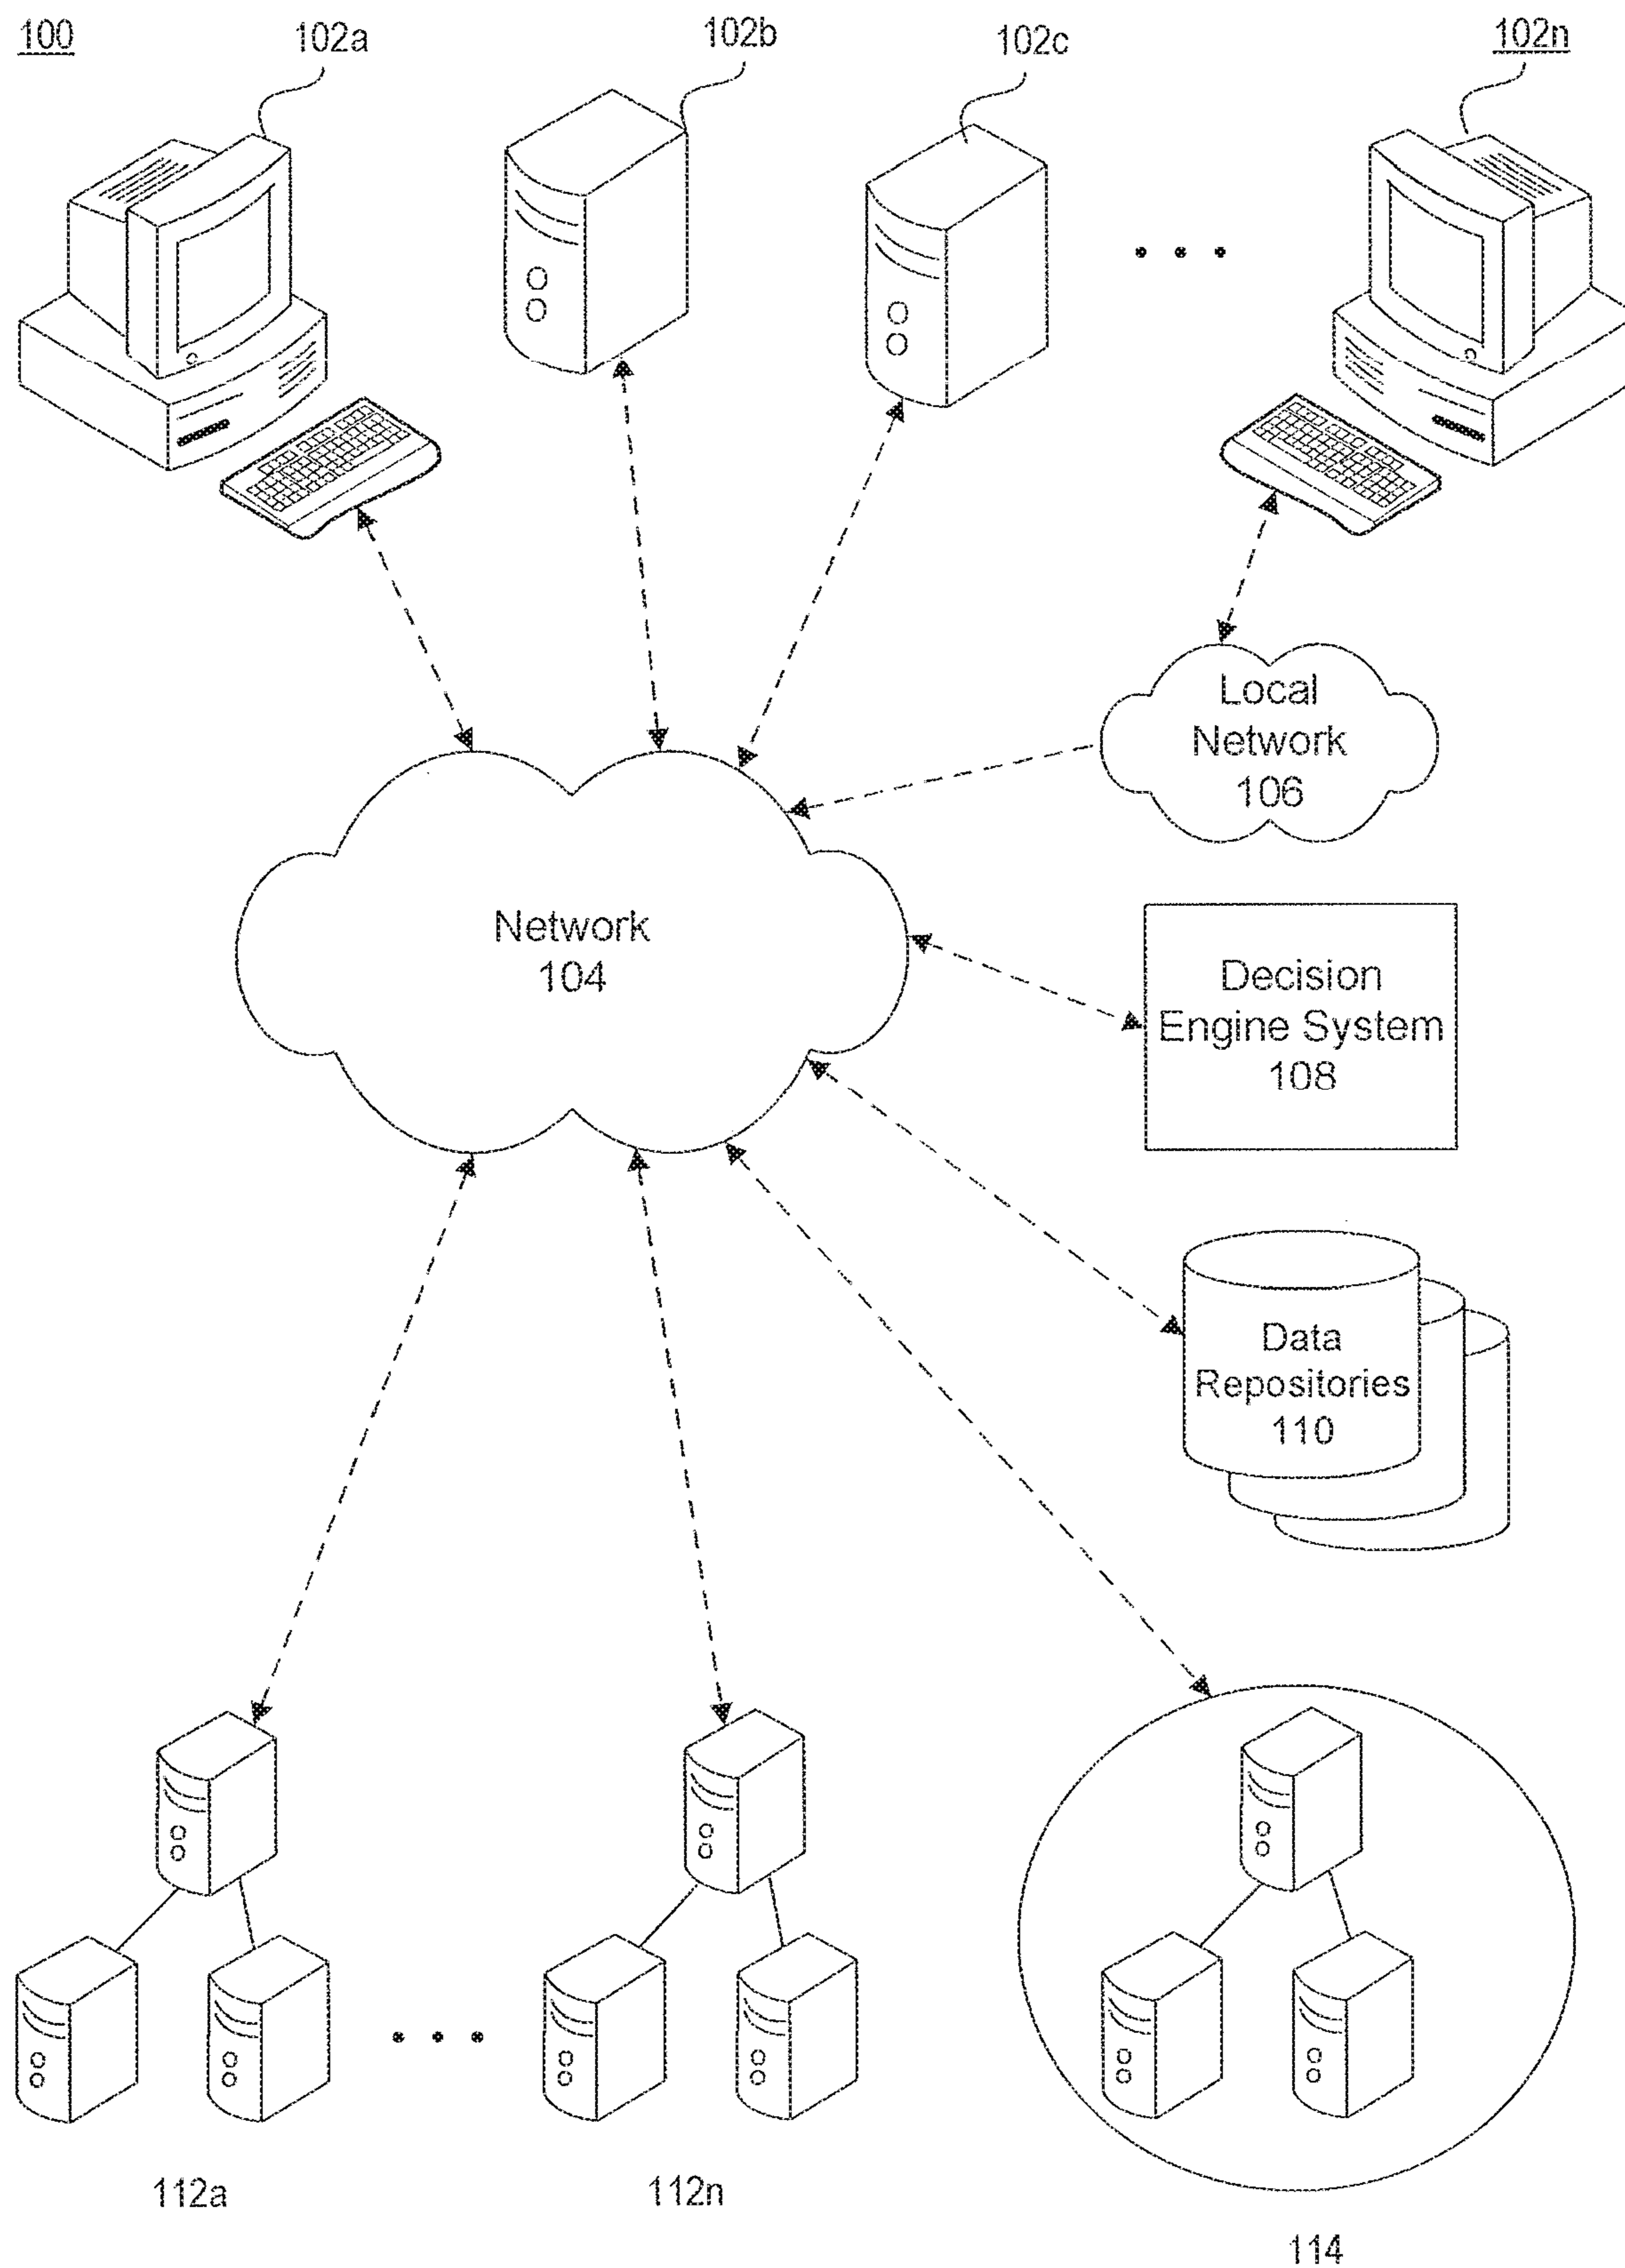 100
102a
102b
102c
102n
Local
Network
106
Network
104
Decision
Engine System
108
Data
Repositories
110
112a
112n
114